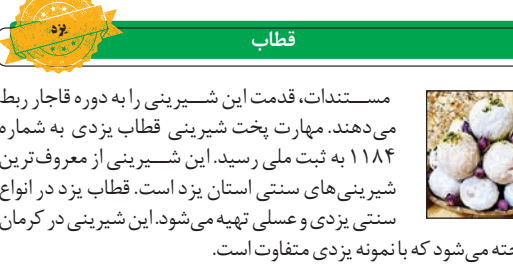 یزد
قطاب
مستندات، قدمت این شیرینی را به دوره قاجار ربط
می‌دهند. مهارت پخت شیرینی قطاب یزدی به شماره
۱۱۸۴ به ثبت ملی رسید. این شیرینی از معروف‌ترین
شیرینی‌های سنتی استان یزد است. قطاب یزد در انواع
سنتی یزدی و عسلی تهیه می‌شود. این شیرینی در کرمان
می‌شود که با نمونه یزدی متفاوت است.